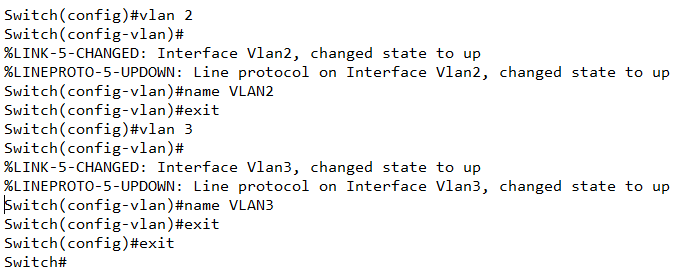 Switch(config)#vlan 2
Switch(config-vlan)#
%LINK-5-CHANGED: Interface Vlan2, changed state to up
%LINEPROTO-5-UPDOWN: Line protocol on Interface Vlan2, changed state to up
Switch(config-vlan)#name VLAN2
Switch(config-vlan)#exit
Switch(config)#vlan 3
Switch(config-vlan)#
%LINK-5-CHANGED: Interface Vlan3, changed state to up
%LINEPROTO-5-UPDOWN: Line protocol on Interface Vlan3, changed state to up
Switch(config-vlan)#name VLAN3
Switch(config-vlan)#exit
Switch(config)#exit
Switch#